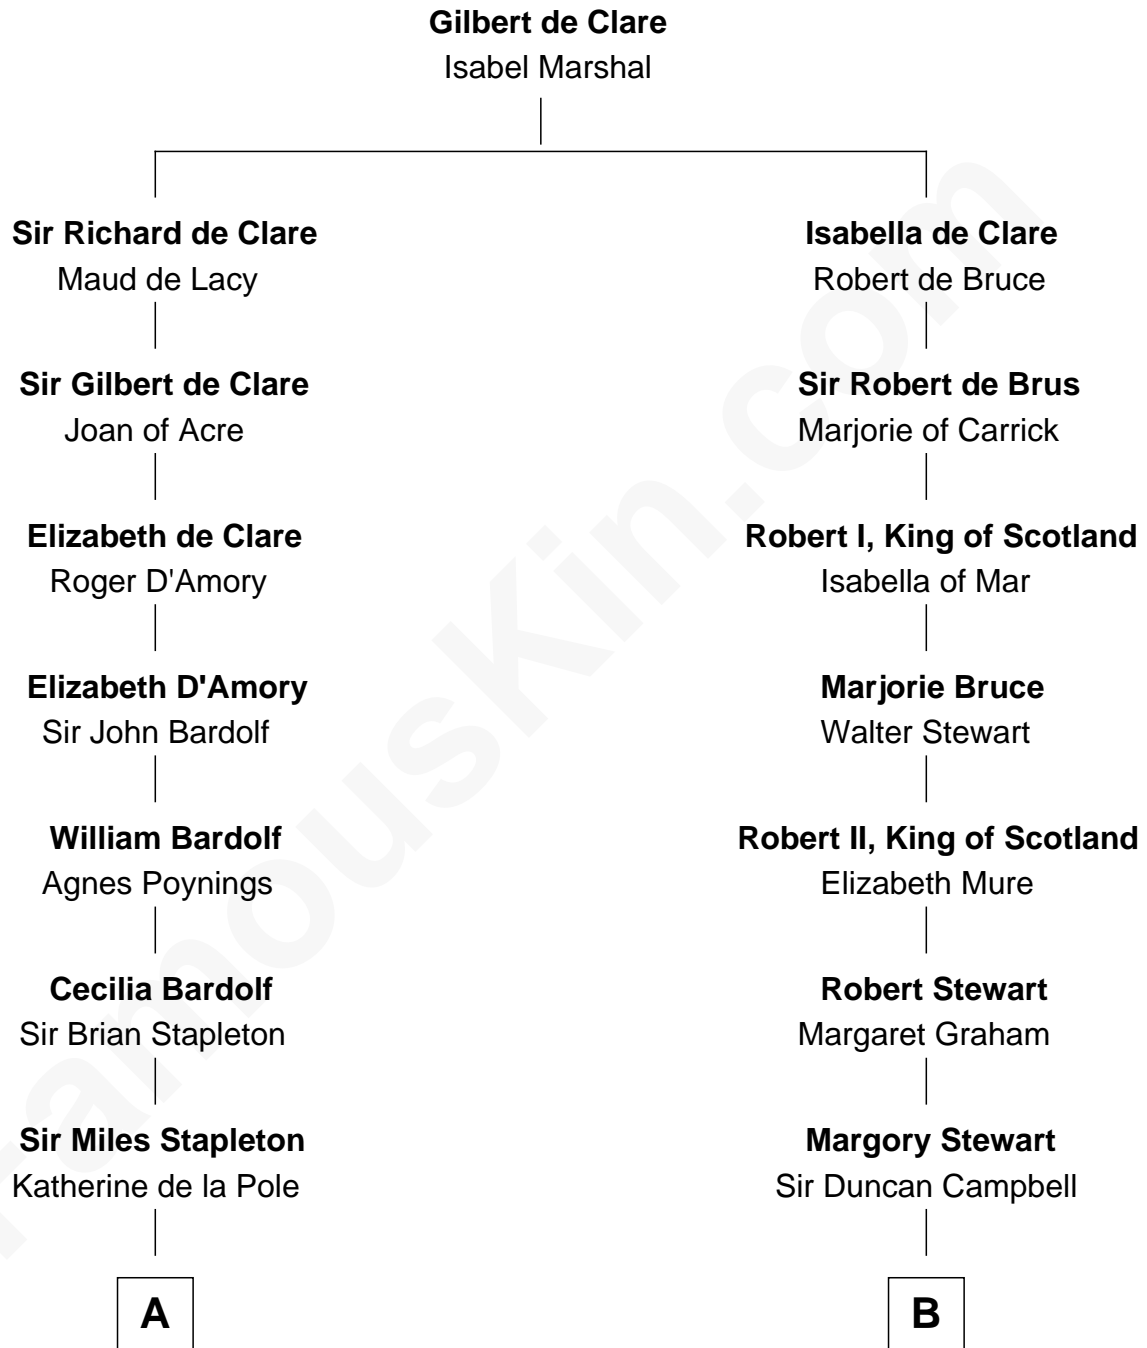 Gilbert de Clare
Isabel Marshal
Sir Richard de Clare
Maud de Lacy
Isabella de Clare
Robert de Bruce
Sir Gilbert de Clare
Joan of Acre
Sir Robert de Brus
Marjorie of Carrick
Elizabeth de Clare
Roger D'Amory
Robert I, King of Scotland
Isabella of Mar
Elizabeth D'Amory
Sir John Bardolf
Marjorie Bruce
Walter Stewart
William Bardolf
Agnes Poynings
Robert II, King of Scotland
Elizabeth Mure
Cecilia Bardolf
Sir Brian Stapleton
Robert Stewart
Margaret Graham
Sir Miles Stapleton
Katherine de la Pole
Margory Stewart
Sir Duncan Campbell
A
B
FamousKin.com